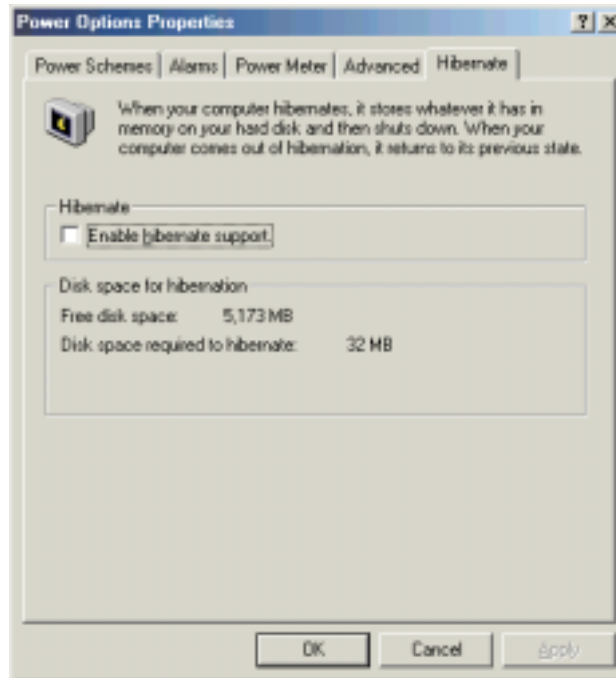 Power Options Properties
Power Schemes Alarms Power Meter Advanced Hibernate
When your computer hibernates, it stores whatever it has in
memory on your hard disk and then shuts down. When your
computer comes out of hibernation, it returns to its previous state.
Hibernate
Enable hibernate support.
Disk space for hibernation
Free disk space: 5,173 MB
Disk space required to hibernate: 32 MB
OK Cancel Apply